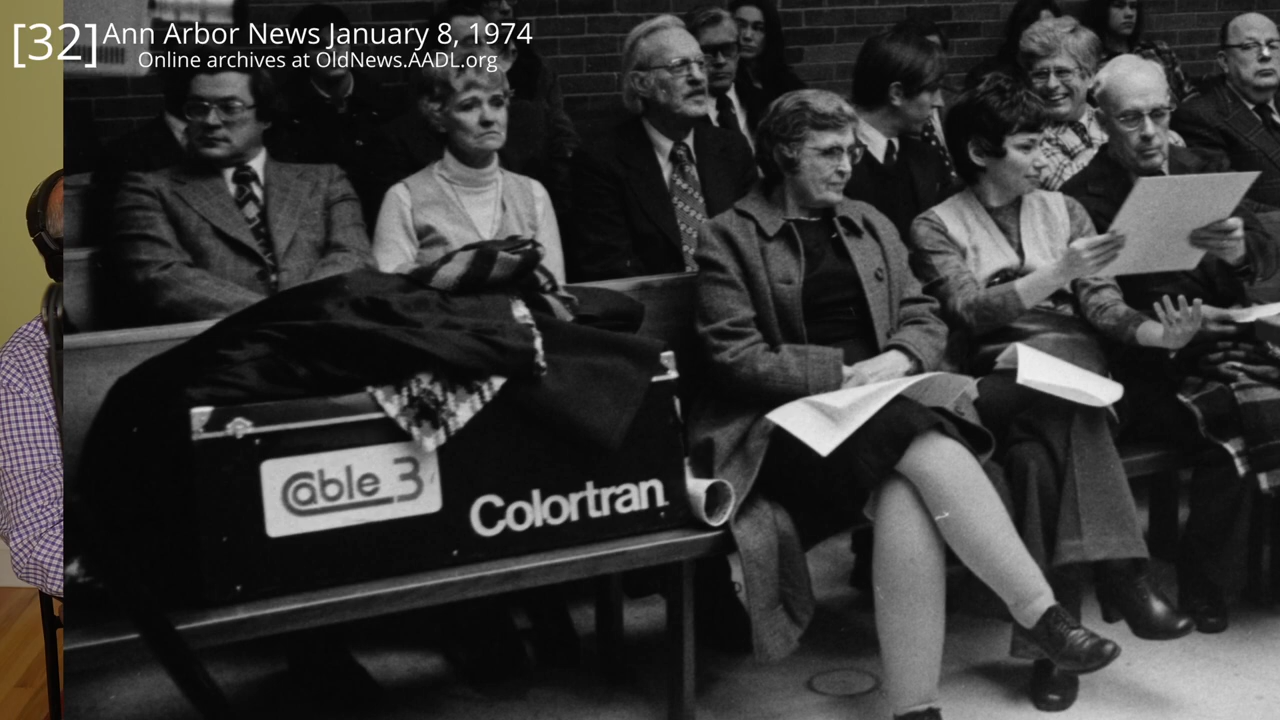 [32] Ann Arbor News January 8, 1974
Online archives at OldNews.AADL.org
Cable 3
Colortran